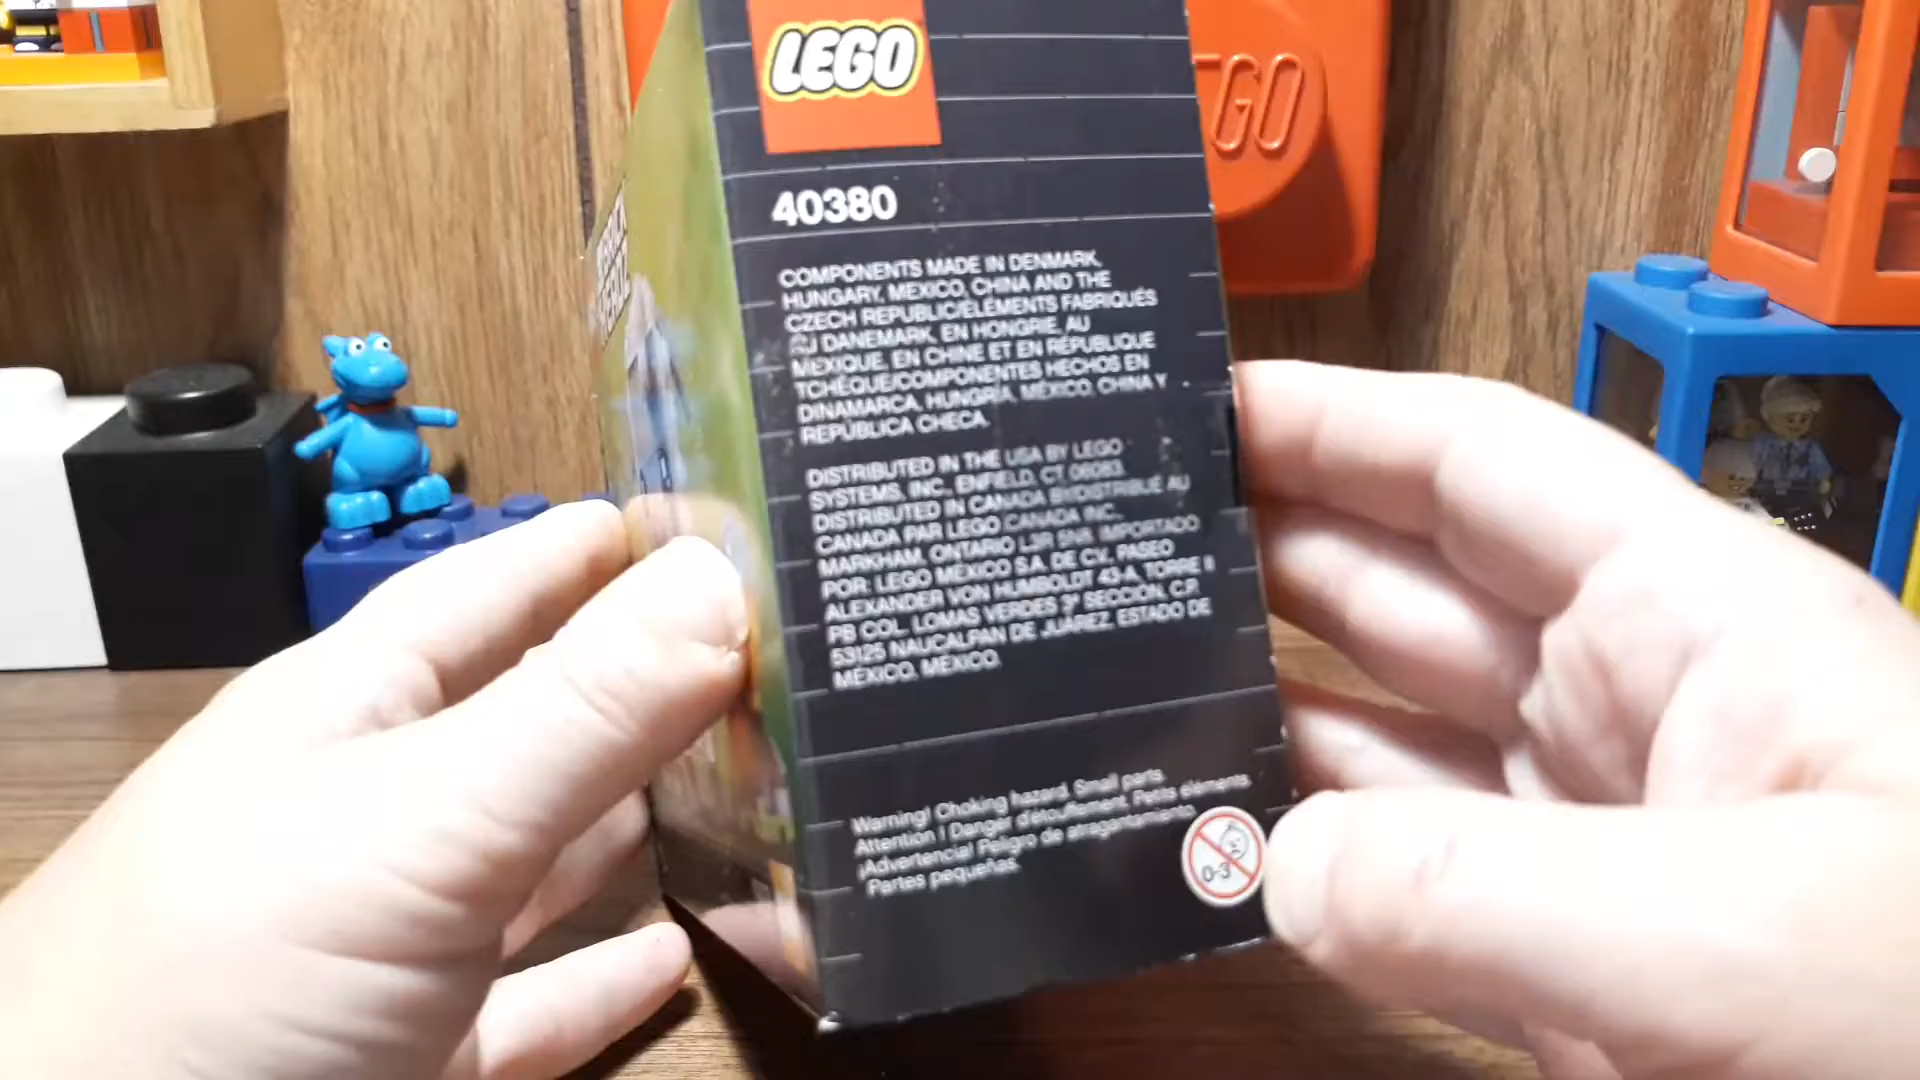 LEGO
EGO
40380
COMPONENTS MADE IN DENMARK,
HUNGARY, MEXICO, CHINA AND THE
CZECH REPUBLIC/ÉLÉMENTS FABRIQUÉS
AU DANEMARK, EN HONGRIE, AU
MEXIQUE, EN CHINE ET EN RÉPUBLIQUE
TCHÈQUE/COMPONENTES HECHOS EN
DINAMARCA, HUNGRÍA, MÉXICO, CHINA Y
REPÚBLICA CHECA.
DISTRIBUTED IN THE USA BY LEGO
SYSTEMS, INC., ENFIELD, CT 06083.
DISTRIBUTED IN CANADA BY/DISTRIBUÉ AU
CANADA PAR LEGO CANADA INC.,
MARKHAM, ONTARIO L3R 5N8. IMPORTADO
POR: LEGO MÉXICO S.A. DE C.V., PASEO
ALEXANDER VON HUMBOLDT 43-A, TORRE II
PB COL. LOMAS VERDES 3ª SECCIÓN, C.P.
53125 NAUCALPAN DE JUÁREZ, ESTADO DE
MÉXICO, MÉXICO.
Warning! Choking hazard. Small parts.
Attention ! Danger d'étouffement. Petits éléments.
¡Advertencia! Peligro de atragantamiento.
Partes pequeñas.
0-3